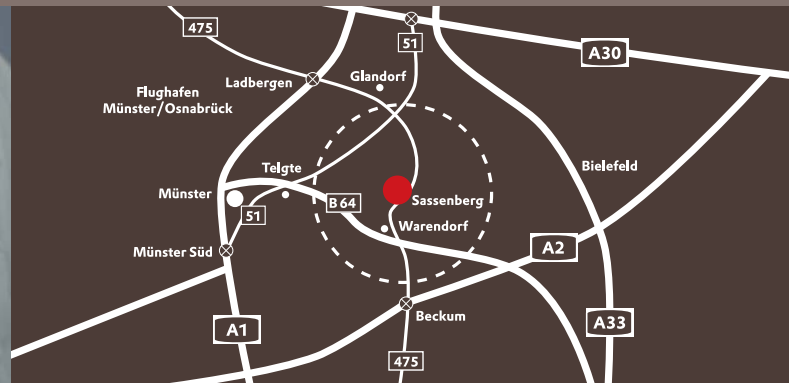 475
51
A30
Ladbergen
Glandorf
Flughafen
Münster/Osnabrück
Telgte
Bielefeld
Münster
B 64
Sassenberg
51
Warendorf
Münster Süd
A2
Beckum
A1
A33
475